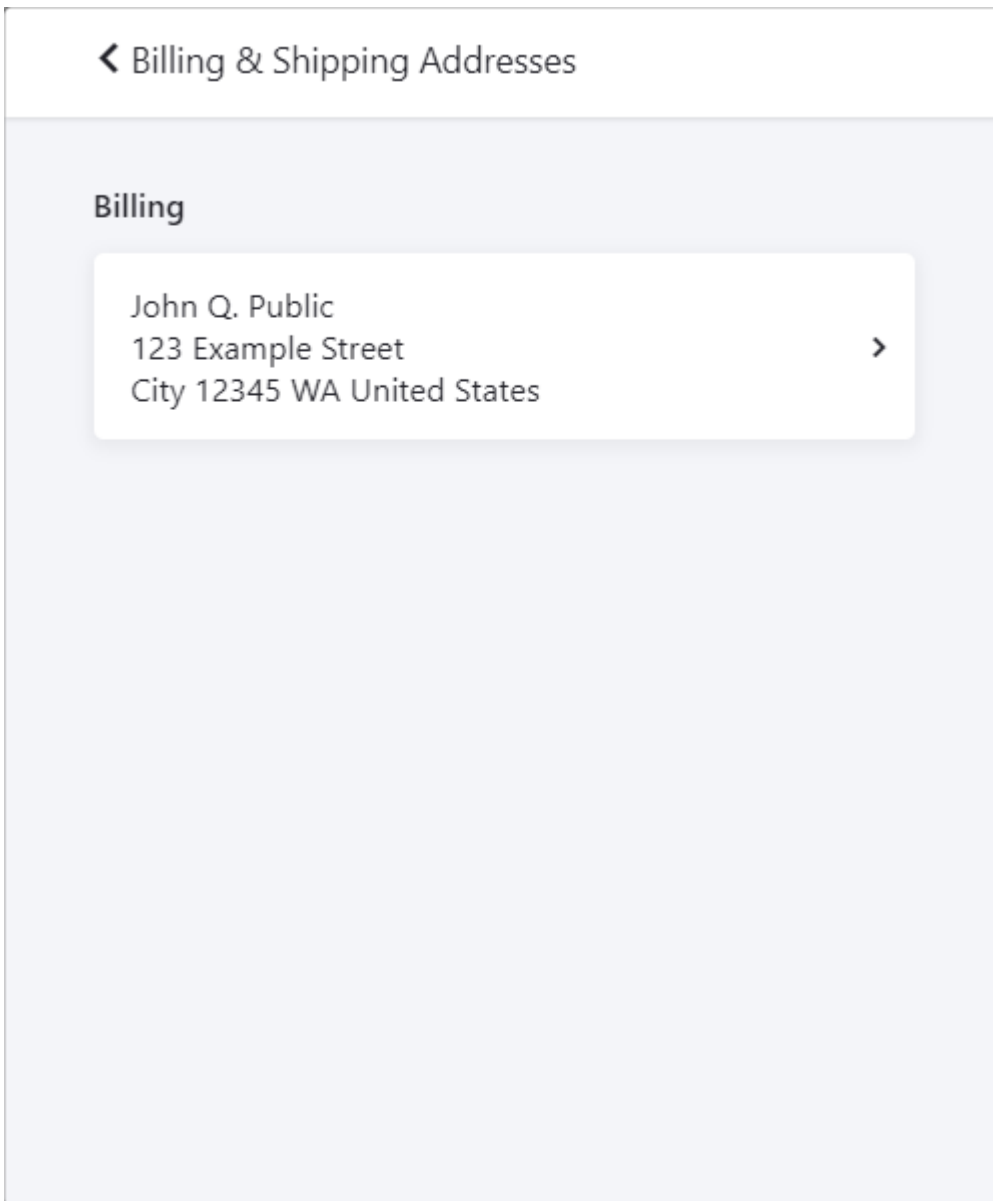 Billing & Shipping Addresses
Billing
John Q. Public
123 Example Street
City 12345 WA United States